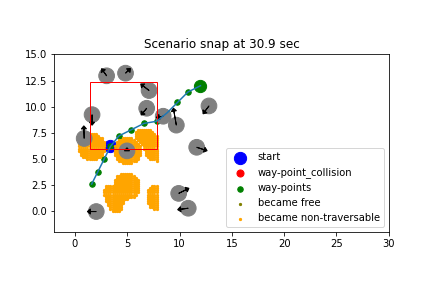 Scenario snap at 30.9 sec
15.0
12.5
10.0
7.5
5.0
2.5
0.0
0
5
10
15
20
25
30
start
way-point_collision
way-points
became free
became non-traversable